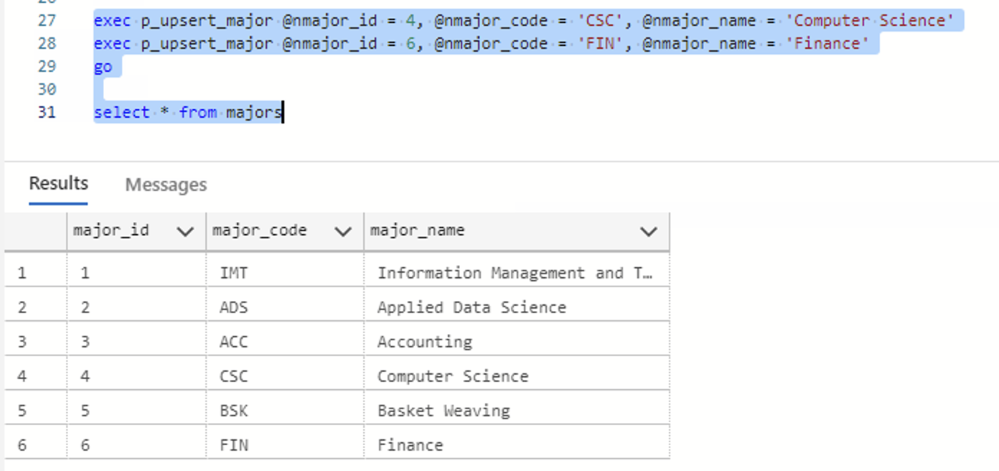 27 exec p_upsert_major @nmajor_id = 4, @nmajor_code = 'CSC', @nmajor_name = 'Computer Science'
28 exec p_upsert_major @nmajor_id = 6, @nmajor_code = 'FIN', @nmajor_name = 'Finance'
29 go
30
31 select * from majors
Results Messages
major_id major_code major_name
1 1 IMT Information Management and T…
2 2 ADS Applied Data Science
3 3 ACC Accounting
4 4 CSC Computer Science
5 5 BSK Basket Weaving
6 6 FIN Finance